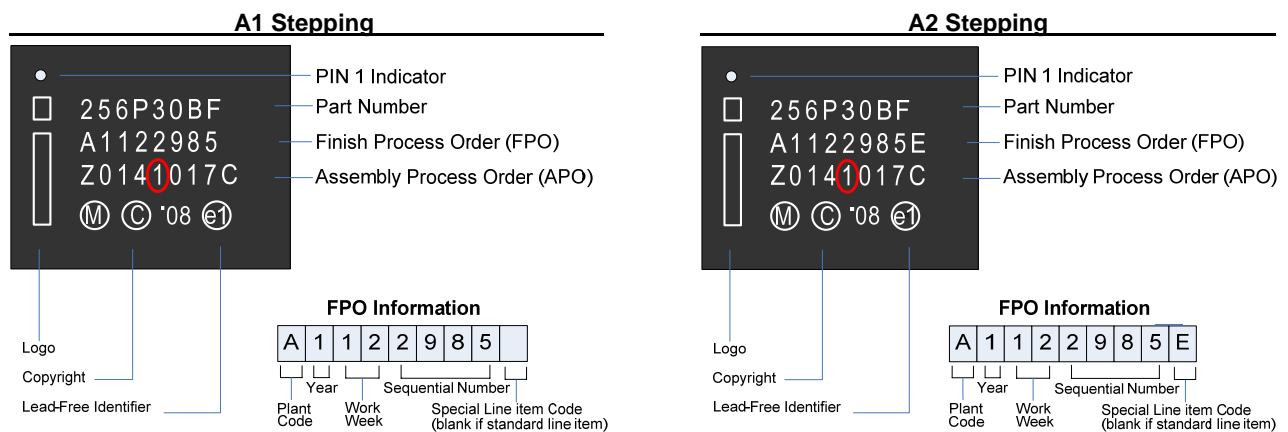 A1 Stepping
PIN 1 Indicator
256P30BF
Part Number
A1122985
Finish Process Order (FPO)
Z0141017C
Assembly Process Order (APO)
M C '08 e1
FPO Information
A 1 1 2 2 9 8 5
Logo
Copyright
Lead-Free Identifier
Year
Sequential Number
Plant Code
Work Week
Special Line item Code
(blank if standard line item)
A2 Stepping
PIN 1 Indicator
256P30BF
Part Number
A1122985E
Finish Process Order (FPO)
Z0141017C
Assembly Process Order (APO)
M C '08 e1
FPO Information
A 1 1 2 2 9 8 5 E
Logo
Copyright
Lead-Free Identifier
Year
Sequential Number
Plant Code
Work Week
Special Line item Code
(blank if standard line item)